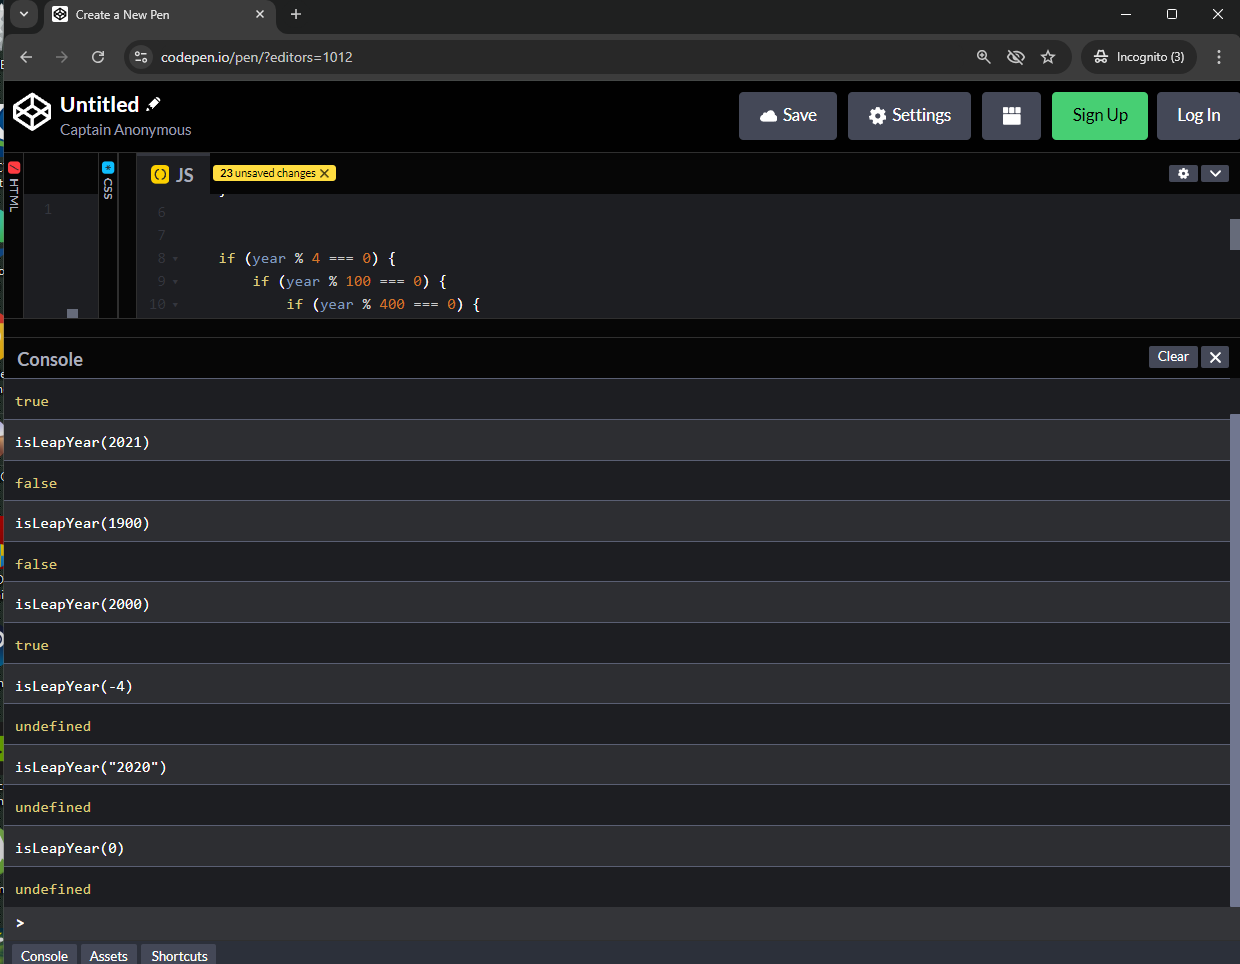 Create a New Pen
codepen.io/pen/?editors=1012
Incognito (3)
Untitled
Captain Anonymous
Save
Settings
Sign Up
Log In
HTML
1
CSS
JS
23 unsaved changes
}
6
7
8 if (year % 4 === 0) {
9 if (year % 100 === 0) {
10 if (year % 400 === 0) {
Console
Clear
true
isLeapYear(2021)
false
isLeapYear(1900)
false
isLeapYear(2000)
true
isLeapYear(-4)
undefined
isLeapYear("2020")
undefined
isLeapYear(0)
undefined
>
Console Assets Shortcuts